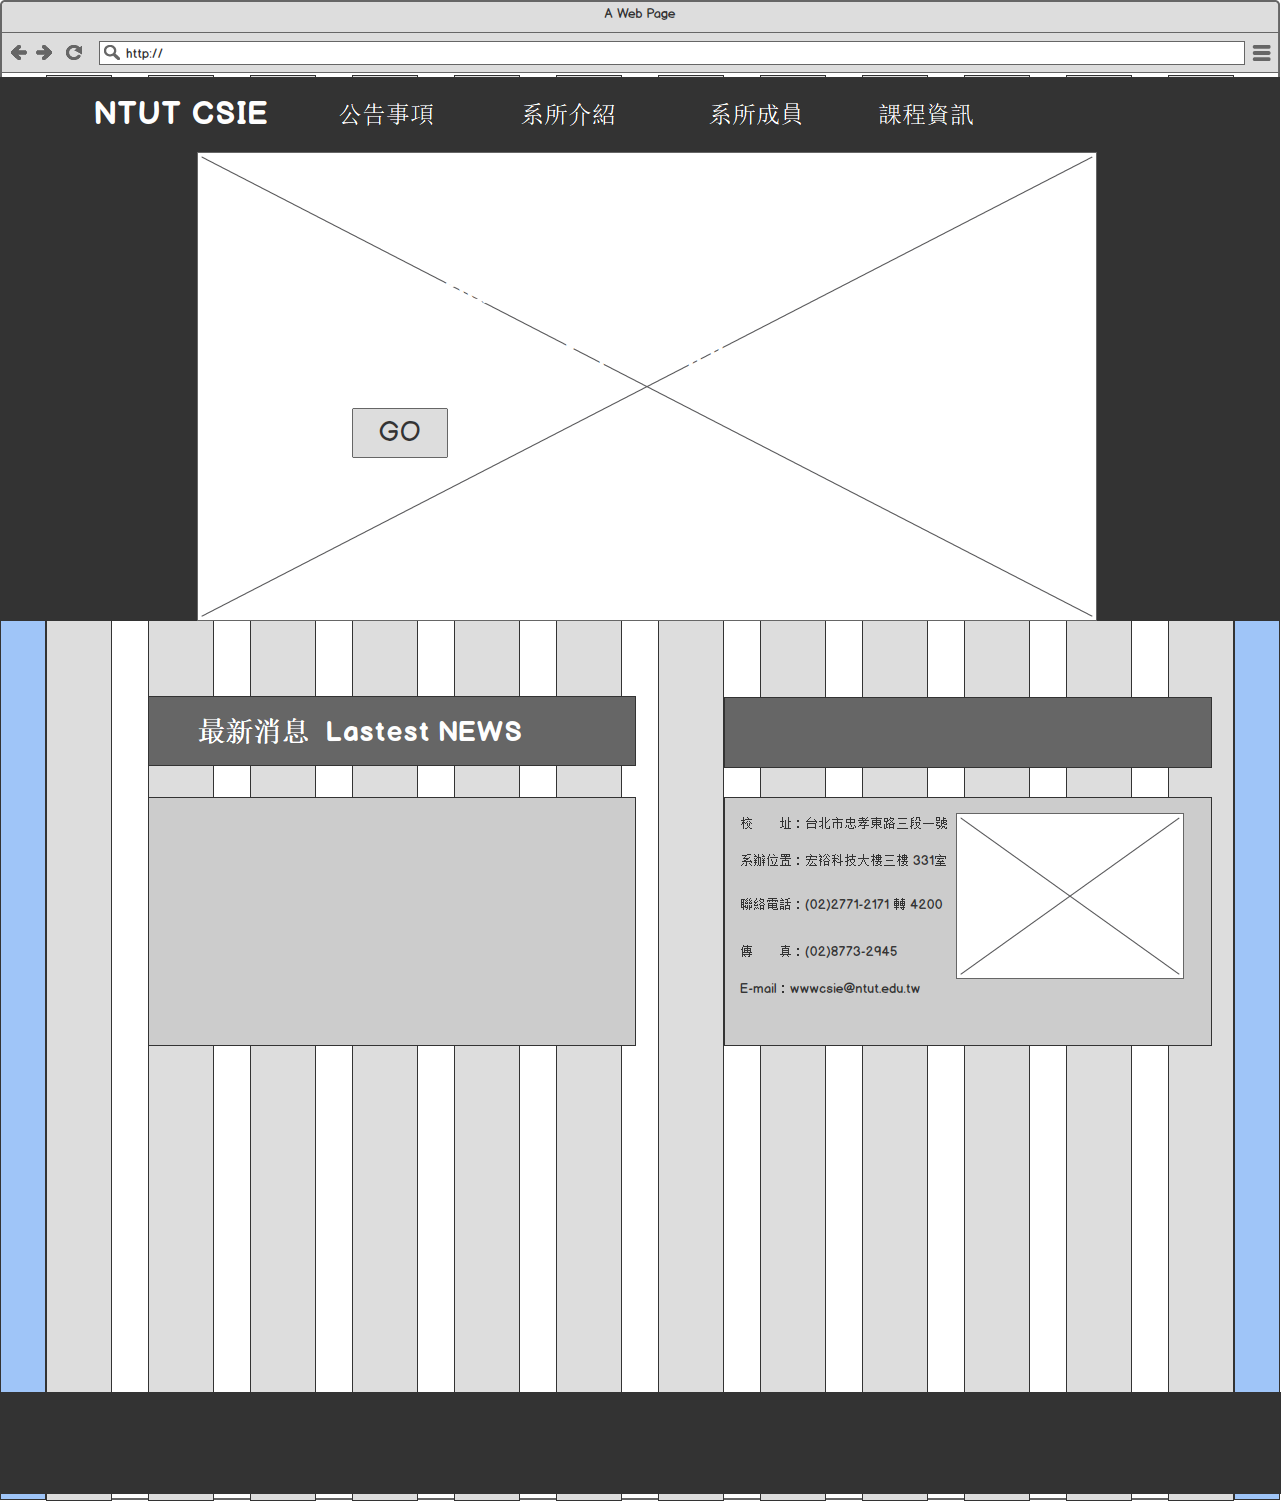 A Web Page
http://
NTUT CSIE 公告事項 系所介紹 系所成員 課程資訊
GO
最新消息 Lastest NEWS
校　　址：台北市忠孝東路三段一號
系辦位置：宏裕科技大樓三樓 331室
聯絡電話：(02)2771-2171 轉 4200
傳　　真：(02)8773-2945
E-mail：wwwcsie@ntut.edu.tw